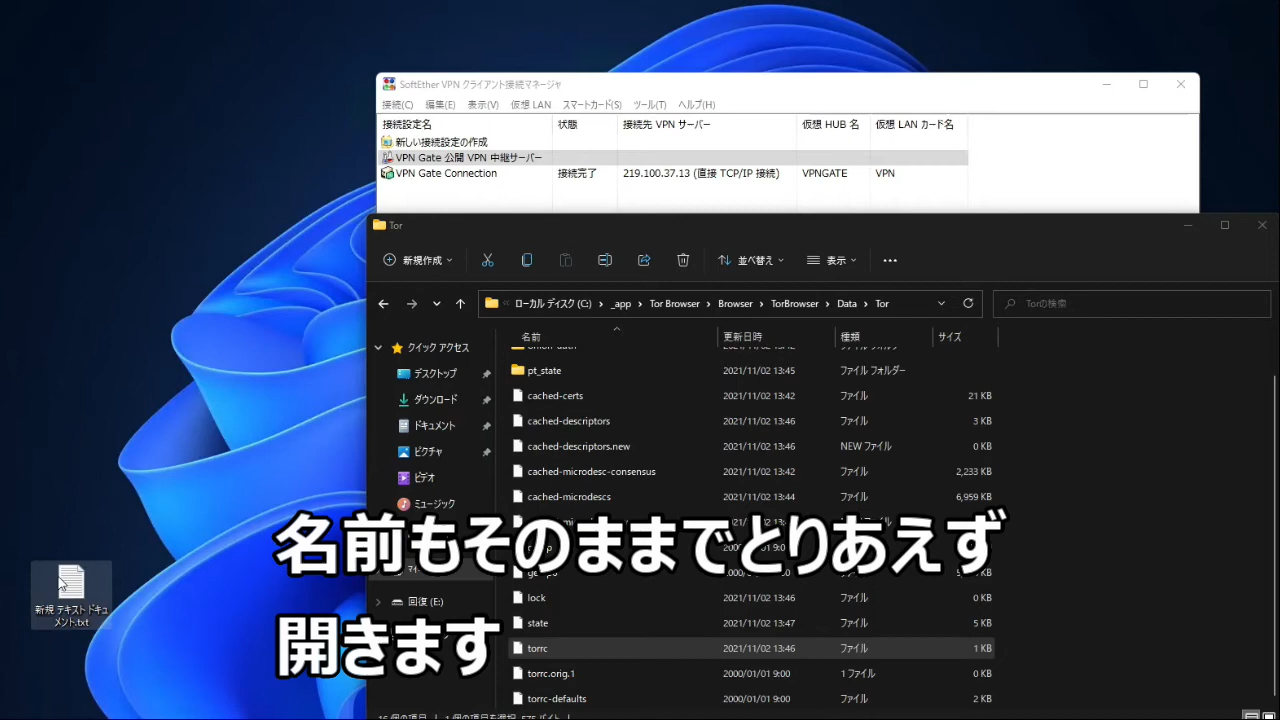 SoftEther VPN クライアント接続マネージャ
接続(C) 編集(E) 表示(V) 仮想 LAN スマートカード(S) ツール(T) ヘルプ(H)
接続設定名 状態 接続先 VPN サーバー 仮想 HUB 名 仮想 LAN カード名
新しい接続設定の作成
VPN Gate 公開 VPN 中継サーバー
VPN Gate Connection 接続完了 219.100.37.13 (直接 TCP/IP 接続) VPNGATE VPN
Tor
新規作成 並べ替え 表示
ローカル ディスク (C:) _app Tor Browser Browser TorBrowser Data Tor Torの検索
名前 更新日時 種類 サイズ
クイック アクセス
デスクトップ
ダウンロード
ドキュメント
ピクチャ
ビデオ
ミュージック
回復 (E:)
pt_state 2021/11/02 13:45 ファイル フォルダー
cached-certs 2021/11/02 13:42 ファイル 21 KB
cached-descriptors 2021/11/02 13:46 ファイル 3 KB
cached-descriptors.new 2021/11/02 13:46 NEW ファイル 0 KB
cached-microdesc-consensus 2021/11/02 13:42 ファイル 2,233 KB
cached-microdescs 2021/11/02 13:44 ファイル 6,959 KB
lock 2021/11/02 13:46 ファイル 0 KB
state 2021/11/02 13:47 ファイル 5 KB
torrc 2021/11/02 13:46 ファイル 1 KB
torrc.orig.1 2000/01/01 9:00 1 ファイル 0 KB
torrc-defaults 2000/01/01 9:00 ファイル 2 KB
新規 テキスト ドキュ
メント.txt
名前もそのままでとりあえず
開きます